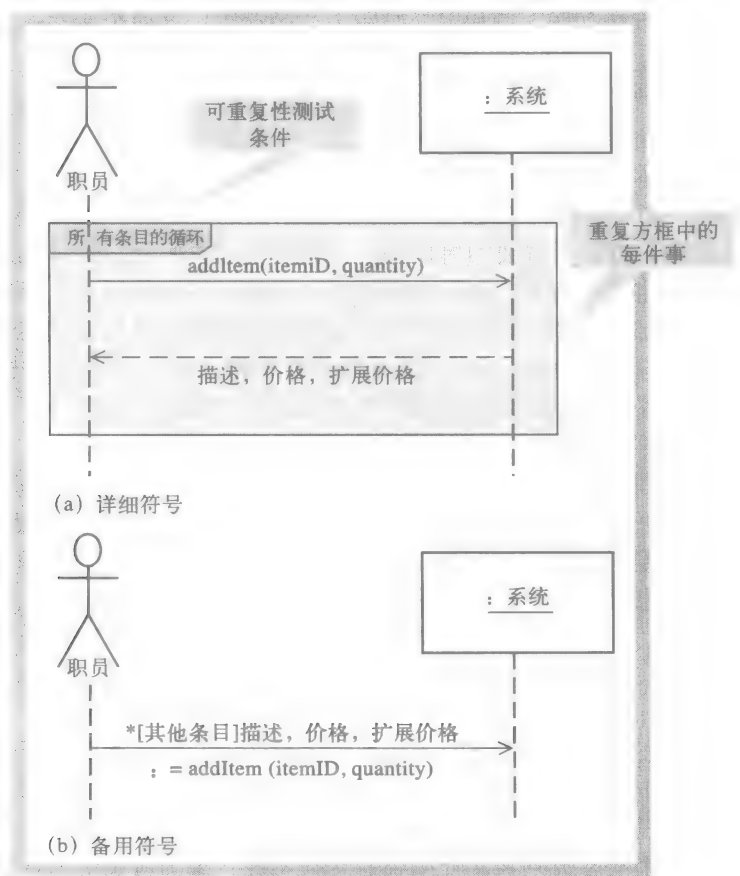 ：系统
可重复性测试
条件
职员
所有条目的循环
重复方框中的
每件事
addItem(itemiD, quantity)
描述，价格，扩展价格
(a) 详细符号
：系统
职员
*[其他条目]描述，价格，扩展价格
：= addItem (itemID, quantity)
(b) 备用符号